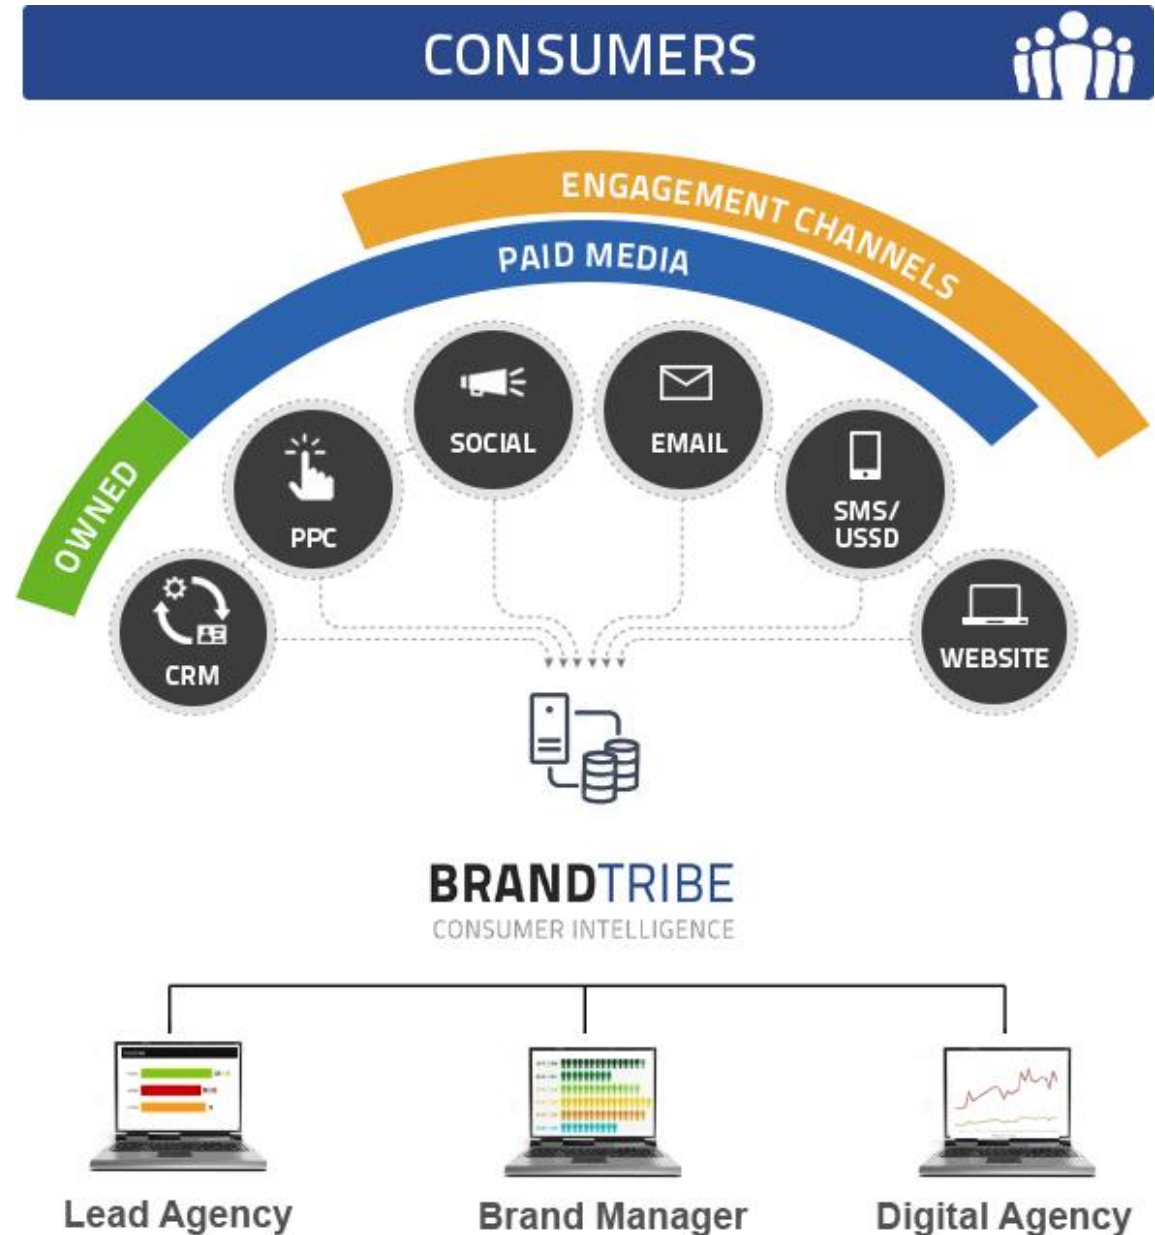 CONSUMERS
ENGAGEMENT CHANNELS
PAID MEDIA
OWNED
SOCIAL
EMAIL
PPC
SMS/
USSD
CRM
WEBSITE
BRANDTRIBE
CONSUMER INTELLIGENCE
Lead Agency
Brand Manager
Digital Agency